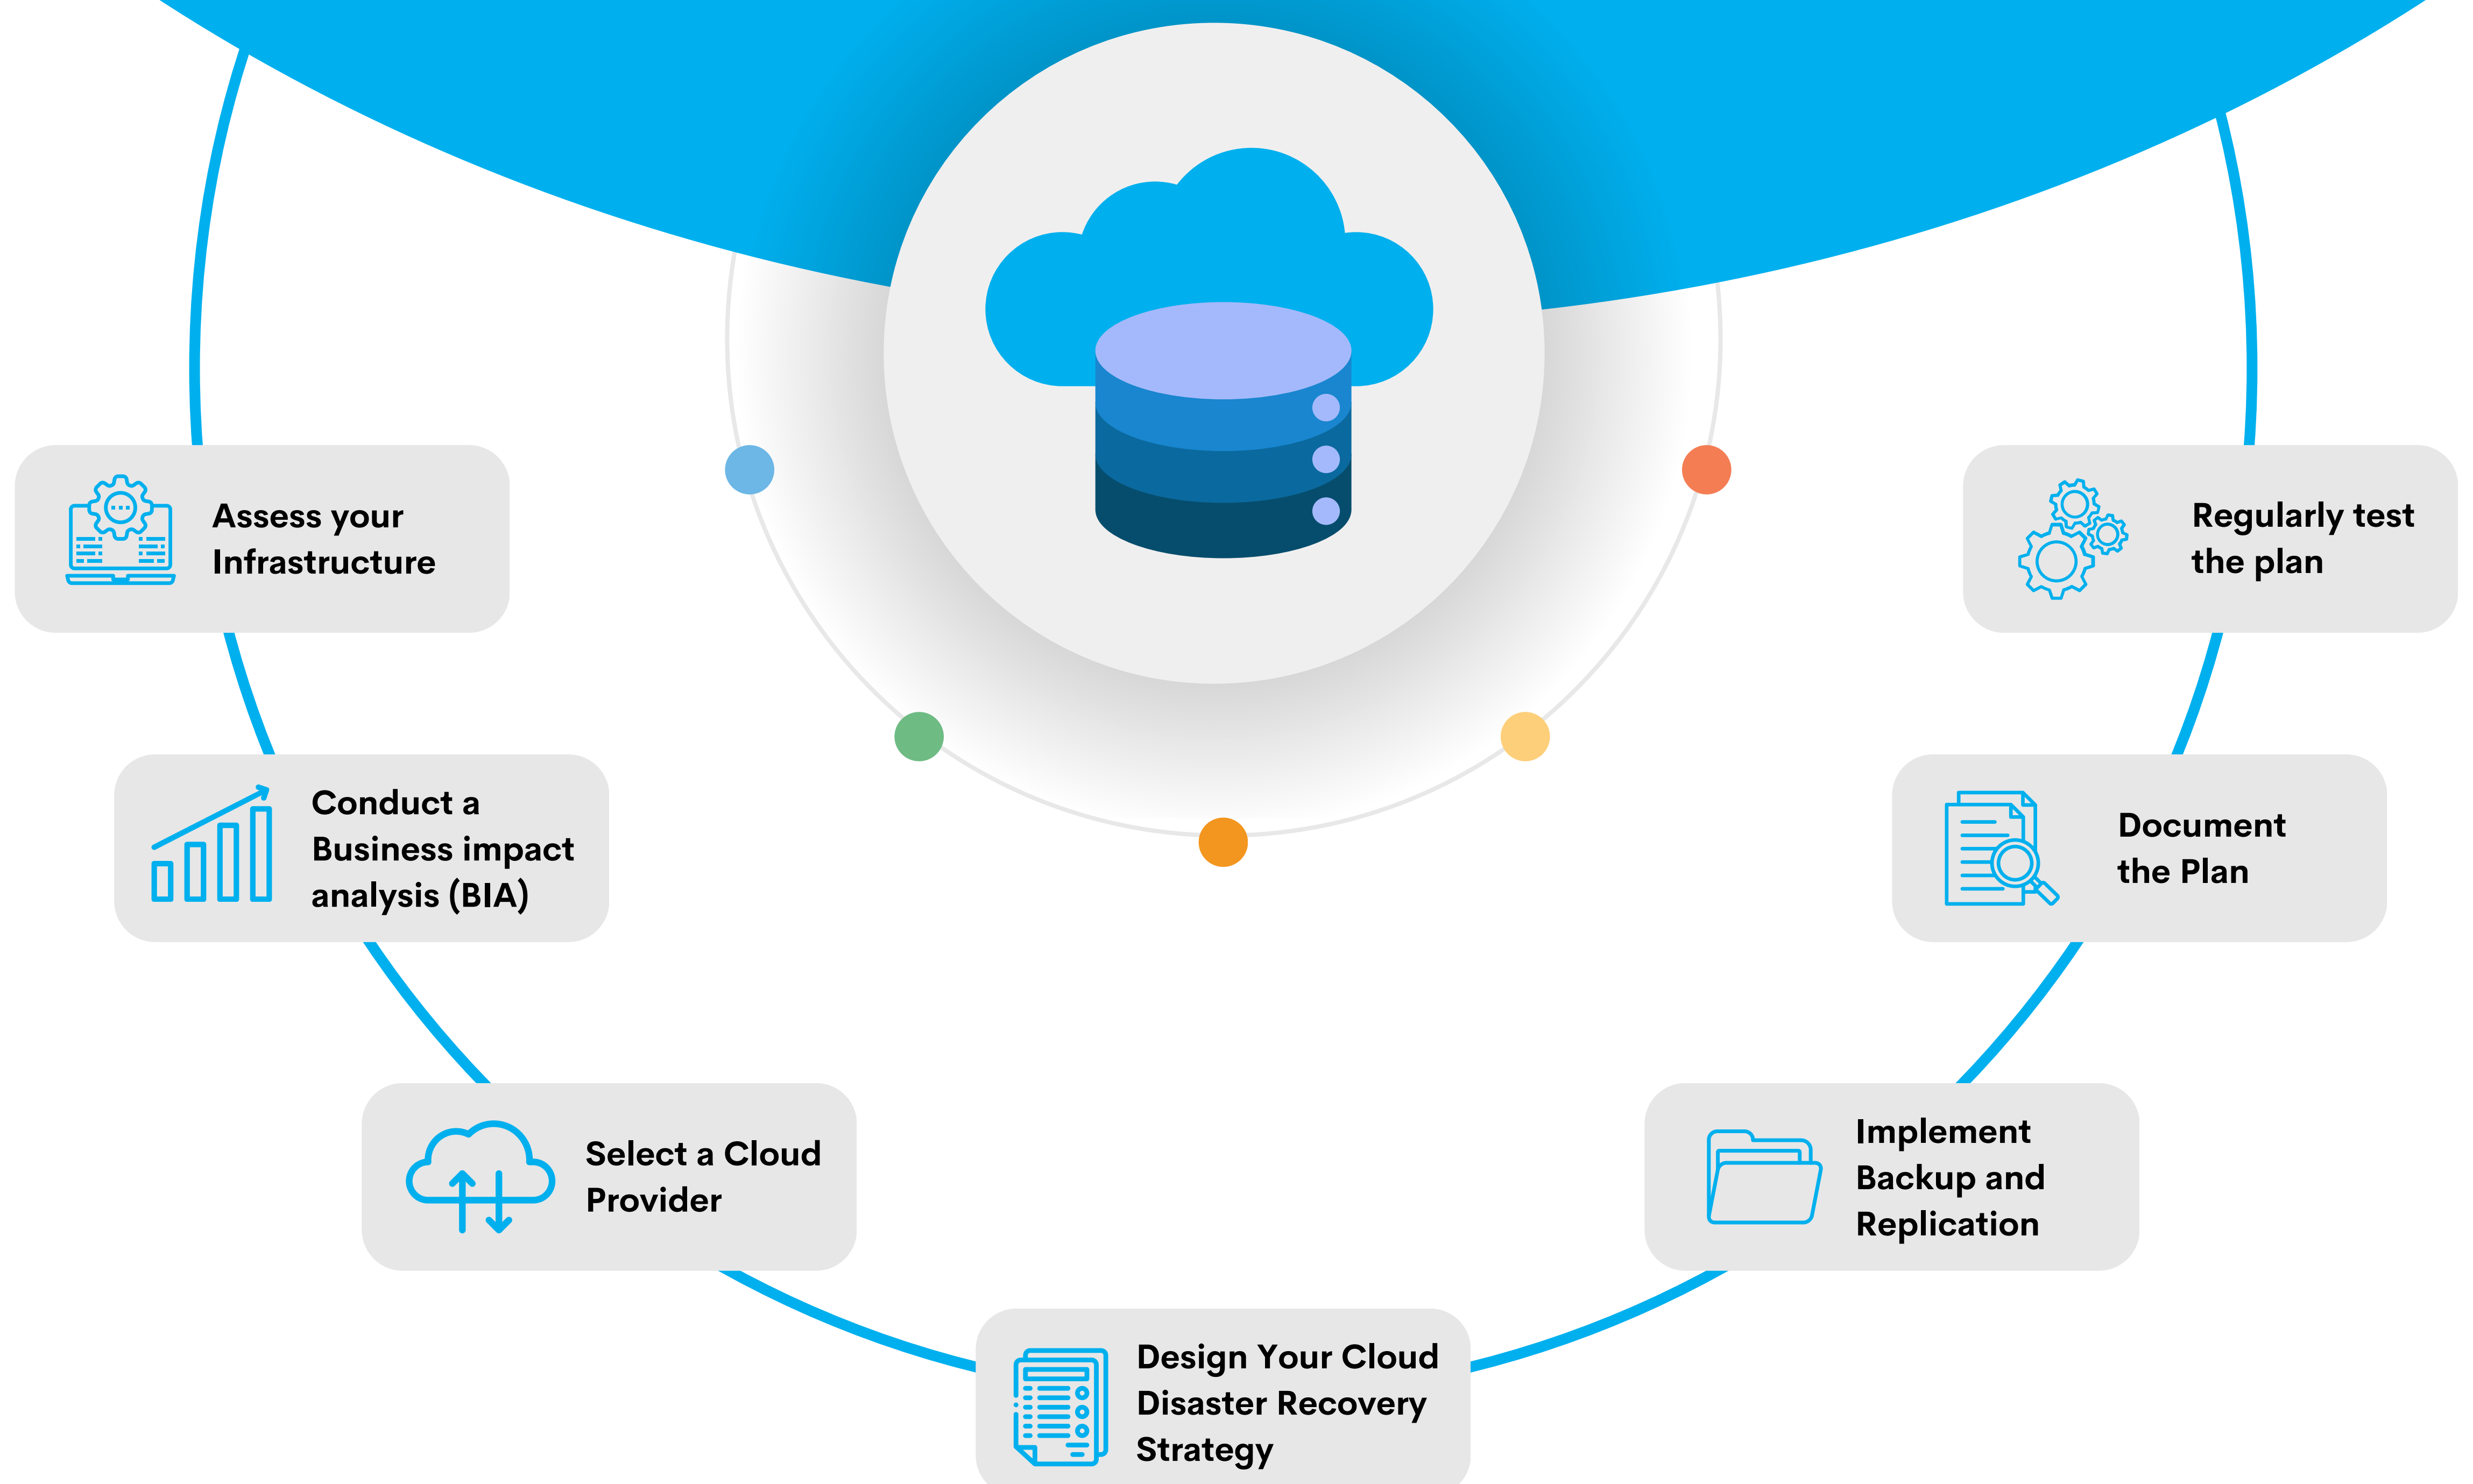 Assess your
Infrastructure
Conduct a
Business impact
analysis (BIA)
Select a Cloud
Provider
Design Your Cloud
Disaster Recovery
Strategy
Implement
Backup and
Replication
Document
the Plan
Regularly test
the plan